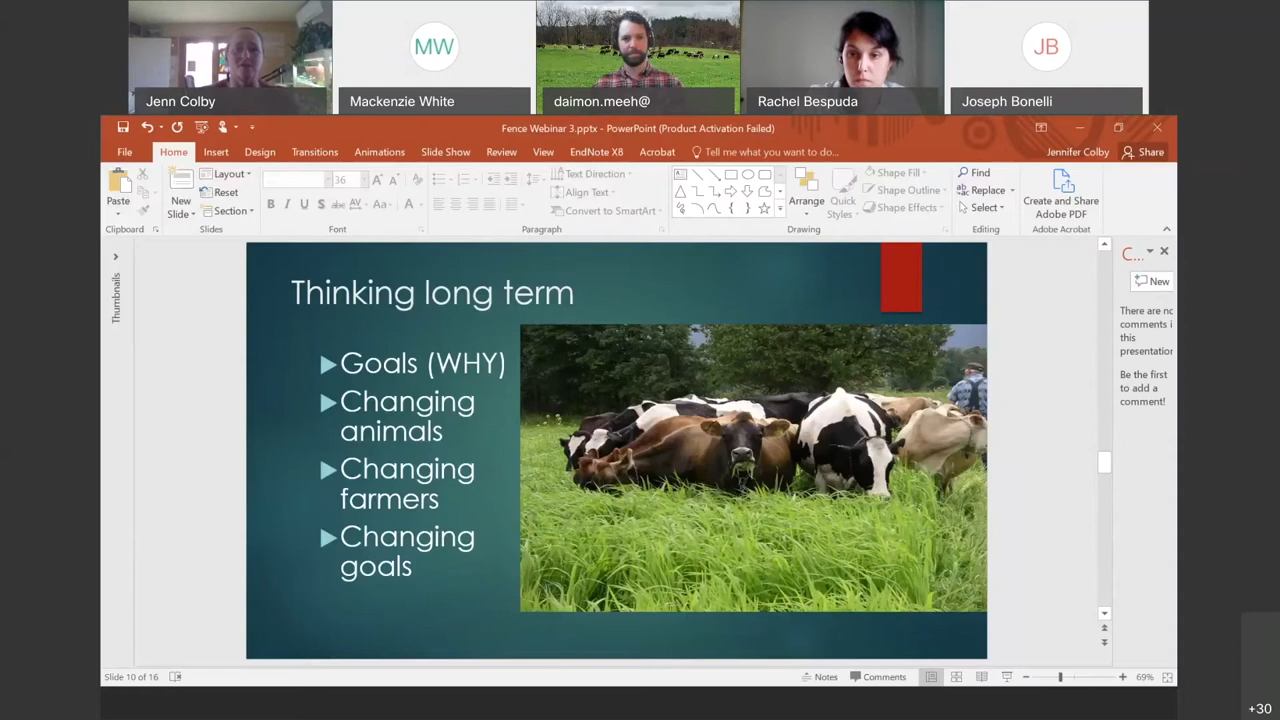 MW
JB
Jenn Colby
Mackenzie White
daimon.meeh@
Rachel Bespuda
Joseph Bonelli
Fence Webinar 3.pptx - PowerPoint (Product Activation Failed)
File
Home
Insert
Design
Transitions
Animations
Slide Show
Review
View
EndNote X8
Acrobat
Tell me what you want to do...
Jennifer Colby
Share
Paste
New
Slide
Layout
Reset
Section
36
A
A
B
I
U
S
abc
AV
Aa
A
Text Direction
Align Text
Convert to SmartArt
Arrange
Quick
Styles
Shape Fill
Shape Outline
Shape Effects
Find
Replace
Select
Create and Share
Adobe PDF
Clipboard
Slides
Font
Paragraph
Drawing
Editing
Adobe Acrobat
Thumbnails
Thinking long term
Goals (WHY)
Changing
animals
Changing
farmers
Changing
goals
C...
New
There are no
comments i
this
presentation
Be the first
to add a
comment!
Slide 10 of 16
Notes
Comments
69%
+30